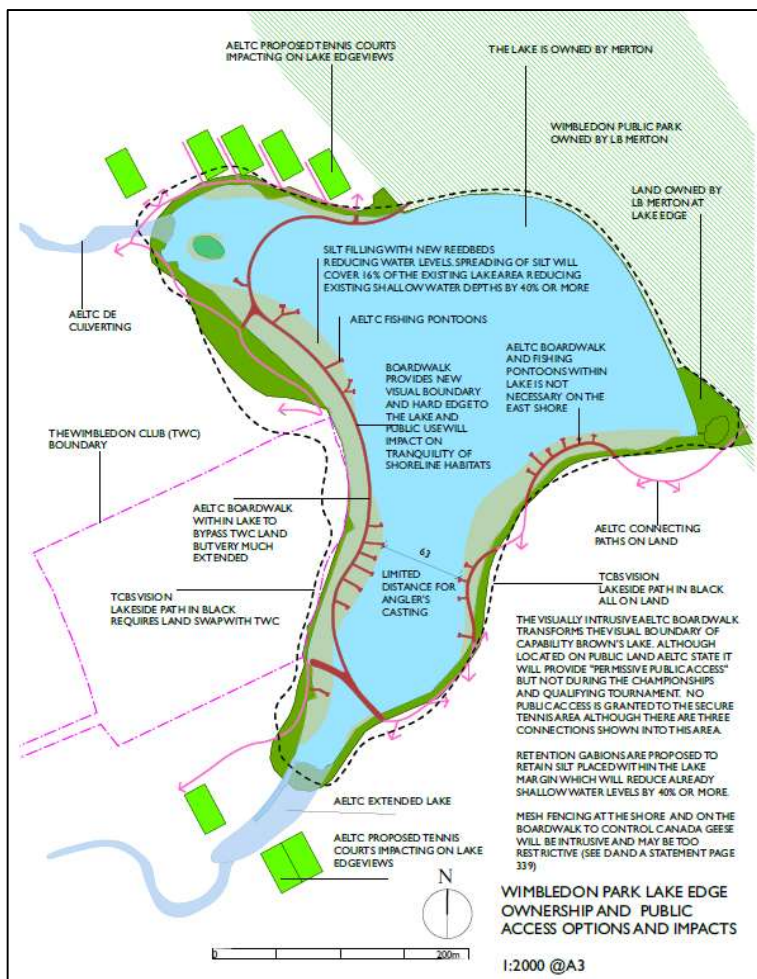 AELTC PROPOSED TENNIS COURTS
IMPACTING ON LAKE EDGEVIEWS
THE LAKE IS OWNED BY MERTON
WIMBLEDON PUBLIC PARK
OWNED BY LB MERTON
LAND OWNED BY
LB MERTON AT
LAKE EDGE
SILT FILLING WITH NEW REEDBEDS
REDUCING WATER LEVELS. SPREADING OF SILT WILL
COVER 16% OF THE EXISTING LAKE AREA REDUCING
EXISTING SHALLOW WATER DEPTHS BY 40% OR MORE
AELTC DE
CULVERTING
AELTC FISHING PONTOONS
AELTC BOARDWALK
AND FISHING
PONTOONS WITHIN
LAKE IS NOT
NECESSARY ON THE
EAST SHORE
BOARDWALK
PROVIDES NEW
VISUAL BOUNDARY
AND HARD EDGE TO
THE LAKE AND
PUBLIC USE WILL
IMPACT ON
TRANQUILITY OF
SHORELINE HABITATS
THE WIMBLEDON CLUB (TWC)
BOUNDARY
AELTC BOARDWALK
WITHIN LAKE TO
BYPASS TWC LAND
BUT VERY MUCH
EXTENDED
AELTC CONNECTING
PATHS ON LAND
63
LIMITED
DISTANCE FOR
ANGLER'S
CASTING
TCBS VISION
LAKESIDE PATH IN BLACK
REQUIRES LAND SWAP WITH TWC
TCBS VISION
LAKESIDE PATH IN BLACK
ALL ON LAND
THE VISUALLY INTRUSIVE AELTC BOARDWALK
TRANSFORMS THE VISUAL BOUNDARY OF
CAPABILITY BROWN'S LAKE. ALTHOUGH
LOCATED ON PUBLIC LAND AELTC STATE IT
WILL PROVIDE "PERMISSIVE PUBLIC ACCESS"
BUT NOT DURING THE CHAMPIONSHIPS
AND QUALIFYING TOURNAMENT. NO
PUBLIC ACCESS IS GRANTED TO THE SECURE
TENNIS AREA ALTHOUGH THERE ARE THREE
CONNECTIONS SHOWN INTO THIS AREA.
RETENTION GABIONS ARE PROPOSED TO
RETAIN SILT PLACED WITHIN THE LAKE
MARGIN WHICH WILL REDUCE ALREADY
SHALLOW WATER LEVELS BY 40% OR MORE.
MESH FENCING AT THE SHORE AND ON THE
BOARDWALK TO CONTROL CANADA GEESE
WILL BE INTRUSIVE AND MAY BE TOO
RESTRICTIVE (SEE D AND A STATEMENT PAGE
339)
AELTC EXTENDED LAKE
AELTC PROPOSED TENNIS
COURTS IMPACTING ON LAKE
EDGEVIEWS
N
WIMBLEDON PARK LAKE EDGE
OWNERSHIP AND PUBLIC
ACCESS OPTIONS AND IMPACTS
0
200m
1:2000 @A3